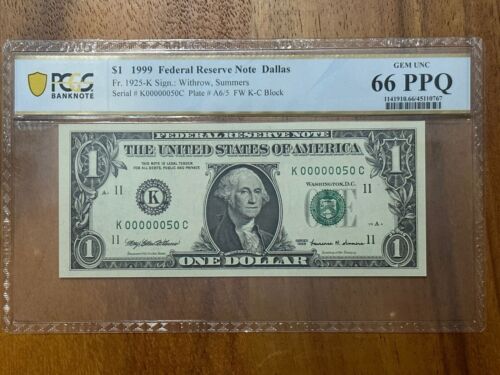 PCGS
BANKNOTE
$1 1999 Federal Reserve Note Dallas
Fr. 1925-K Sign.: Withrow, Summers
Serial # K00000050C Plate # A6/5 FW K-C Block
GEM UNC
66 PPQ
1141910.66/45110767
FEDERAL RESERVE NOTE
THE UNITED STATES OF AMERICA
1
1
THIS NOTE IS LEGAL TENDER
FOR ALL DEBTS, PUBLIC AND PRIVATE
K 00000050 C
WASHINGTON, D.C.
11
11
K
K 00000050 C
11
11
SERIES
1999
1
ONE DOLLAR
1